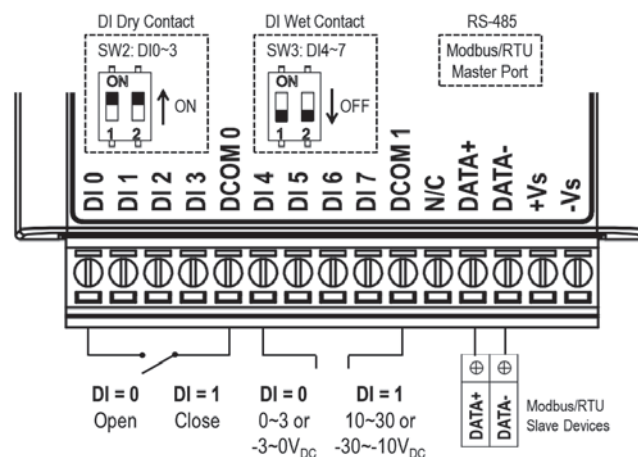 DI Dry Contact
SW2: DI0~3
ON
1 2
ON
DI Wet Contact
SW3: DI4~7
ON
1 2
OFF
RS-485
Modbus/RTU
Master Port
DI 0
DI 1
DI 2
DI 3
DCOM 0
DI 4
DI 5
DI 6
DI 7
DCOM 1
N/C
DATA+
DATA-
+Vs
-Vs
DI = 0
Open
DI = 1
Close
DI = 0
0~3 or
-3~0VDC
DI = 1
10~30 or
-30~-10VDC
DATA+
DATA-
Modbus/RTU
Slave Devices